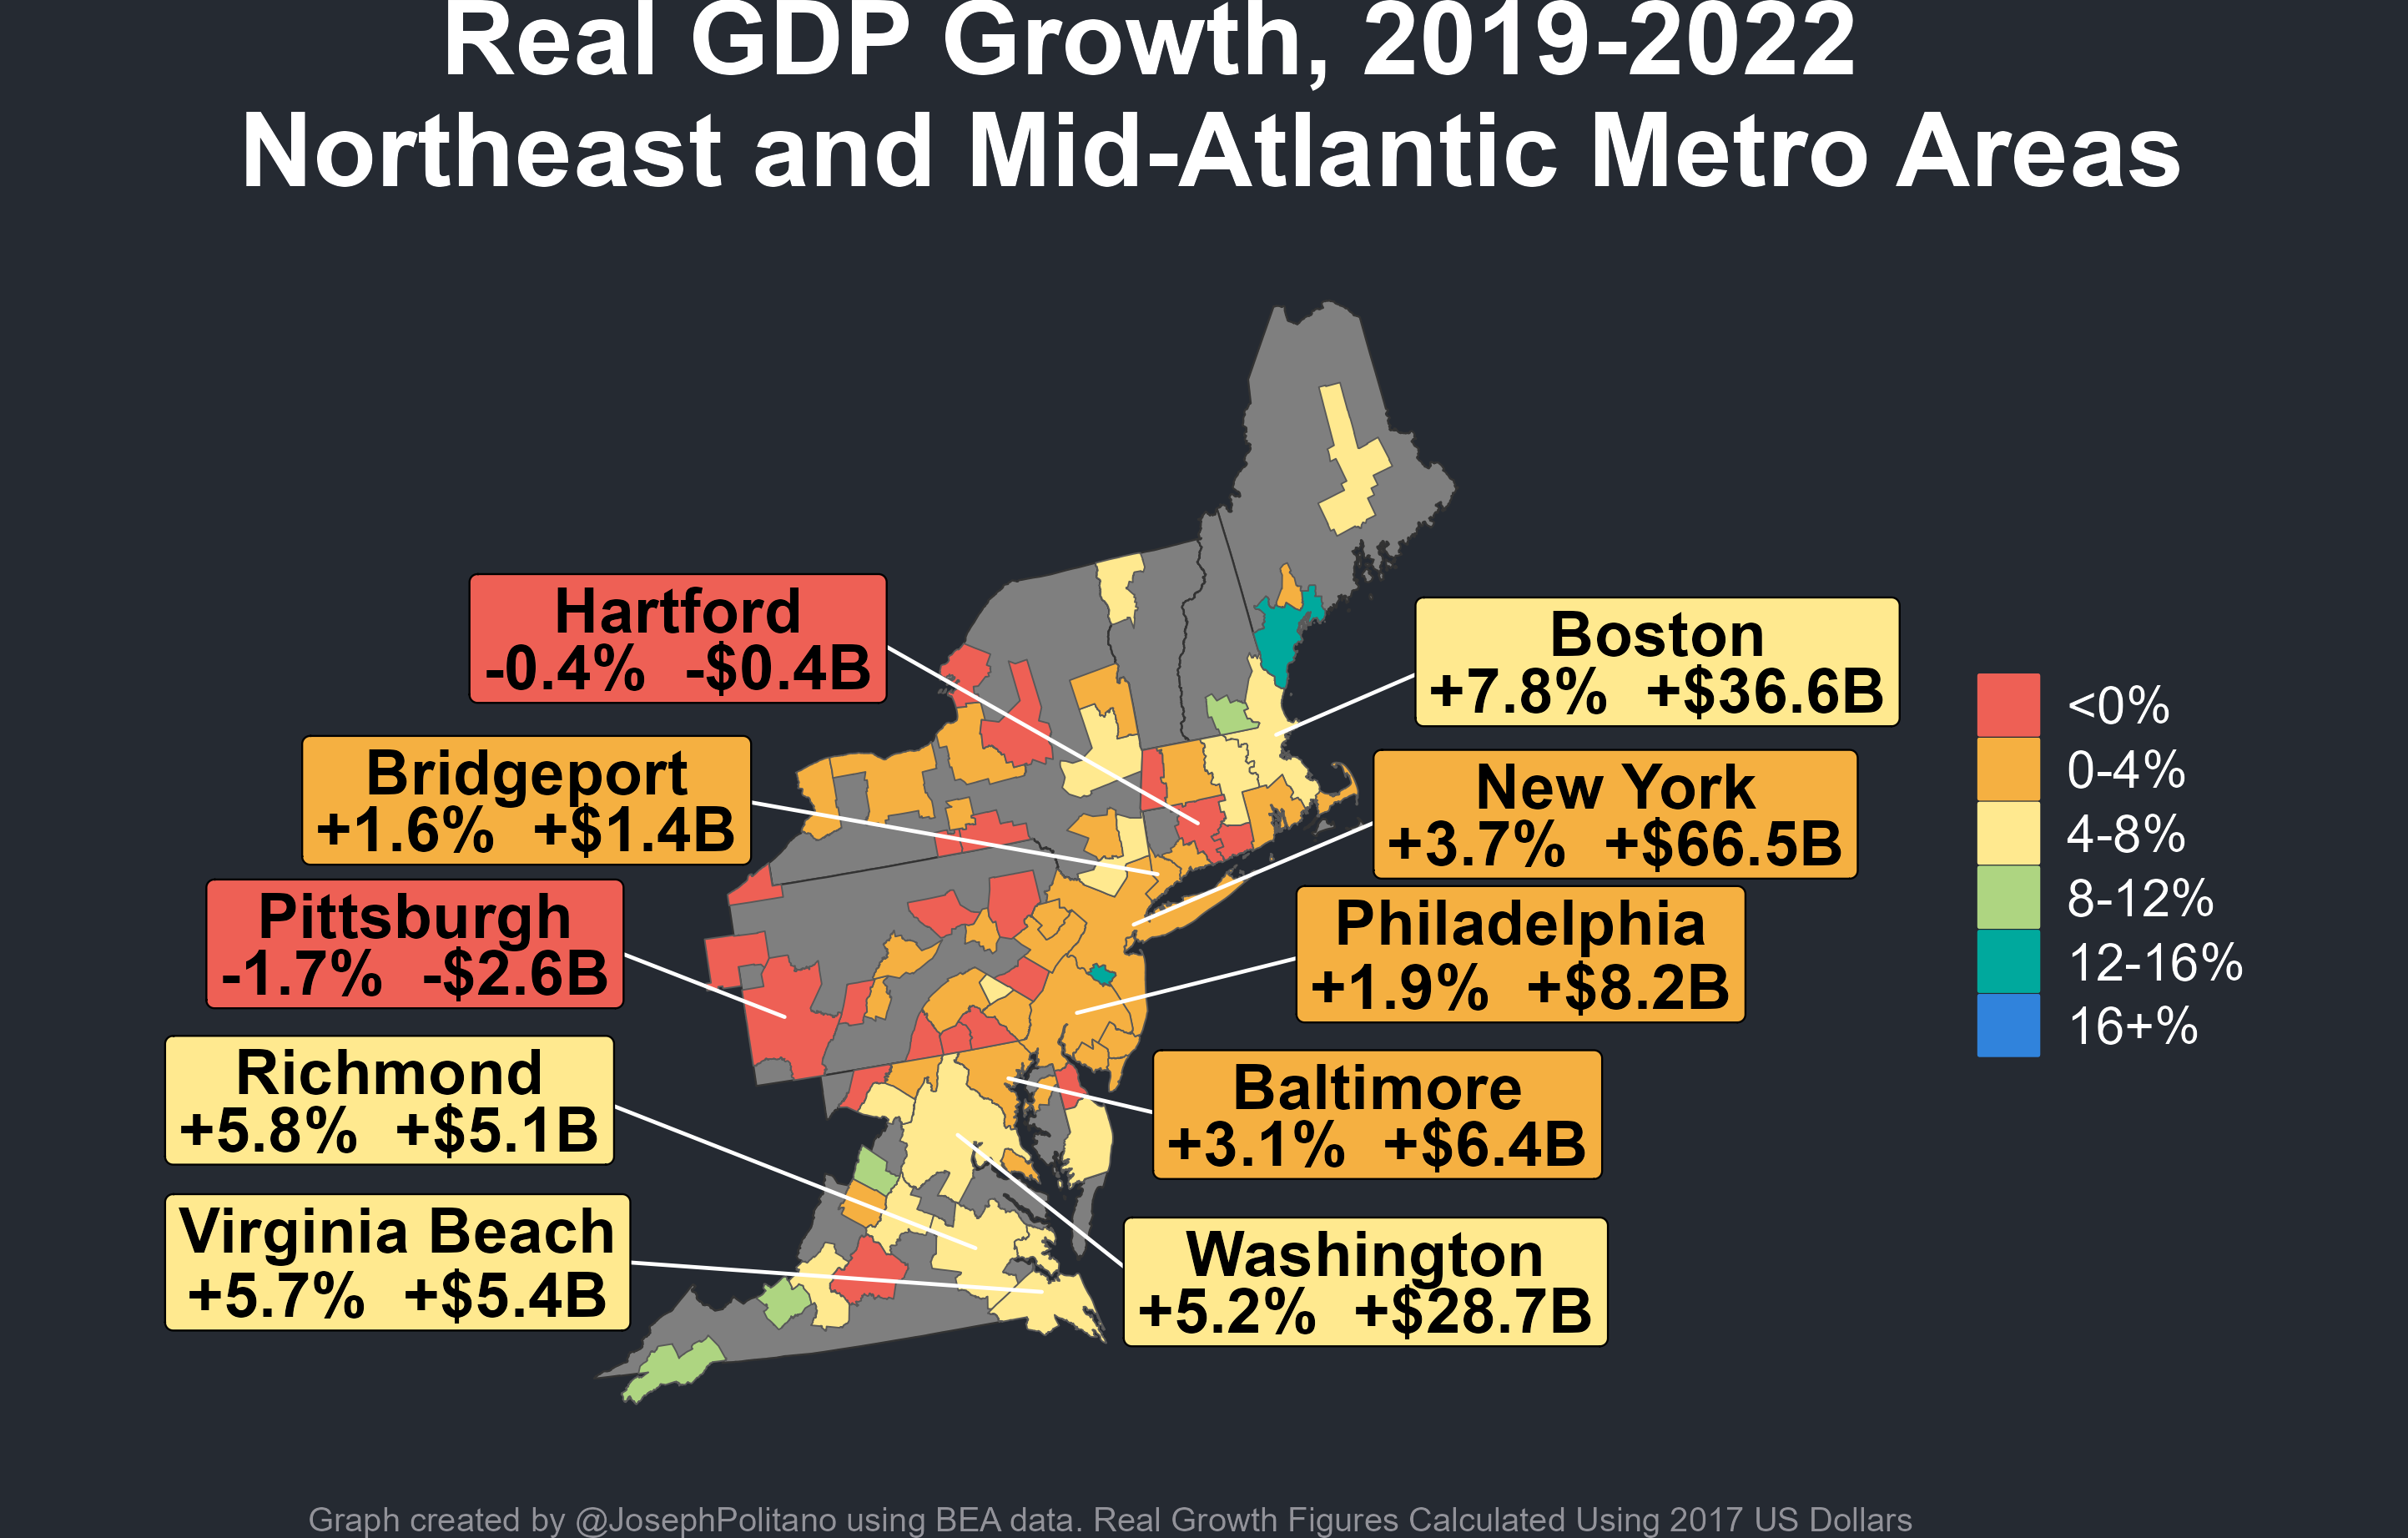 Real GDP Growth, 2019-2022
Northeast and Mid-Atlantic Metro Areas
Hartford
-0.4% -$0.4B
Boston
+7.8% +$36.6B
Bridgeport
+1.6% +$1.4B
New York
+3.7% +$66.5B
Pittsburgh
-1.7% -$2.6B
Philadelphia
+1.9% +$8.2B
Richmond
+5.8% +$5.1B
Baltimore
+3.1% +$6.4B
Virginia Beach
+5.7% +$5.4B
Washington
+5.2% +$28.7B
<0%
0-4%
4-8%
8-12%
12-16%
16+%
Graph created by @JosephPolitano using BEA data. Real Growth Figures Calculated Using 2017 US Dollars